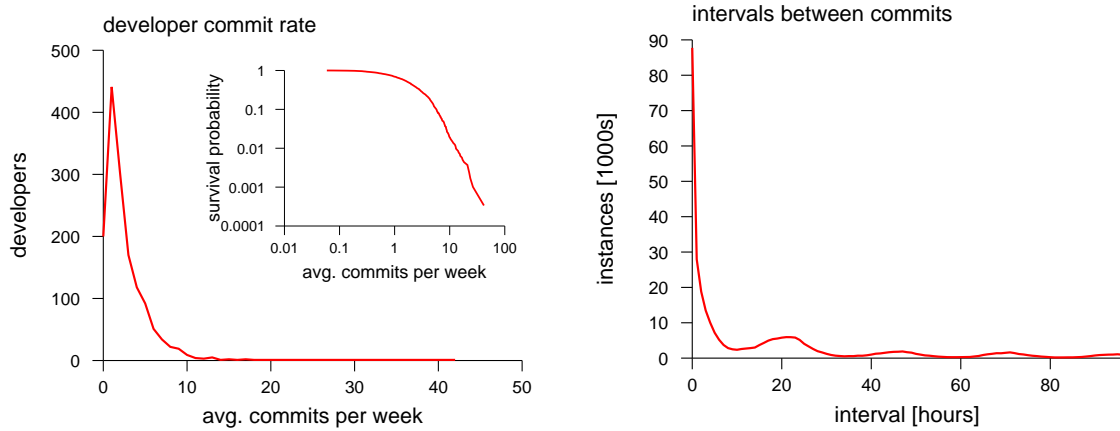 developer commit rate
500
400
300
200
100
0
developers
0 10 20 30 40 50
avg. commits per week
1
0.1
0.01
0.001
0.0001
survival probability
0.01 0.1 1 10 100
avg. commits per week
intervals between commits
90
80
70
60
50
40
30
20
10
0
instances [1000s]
0 20 40 60 80
interval [hours]